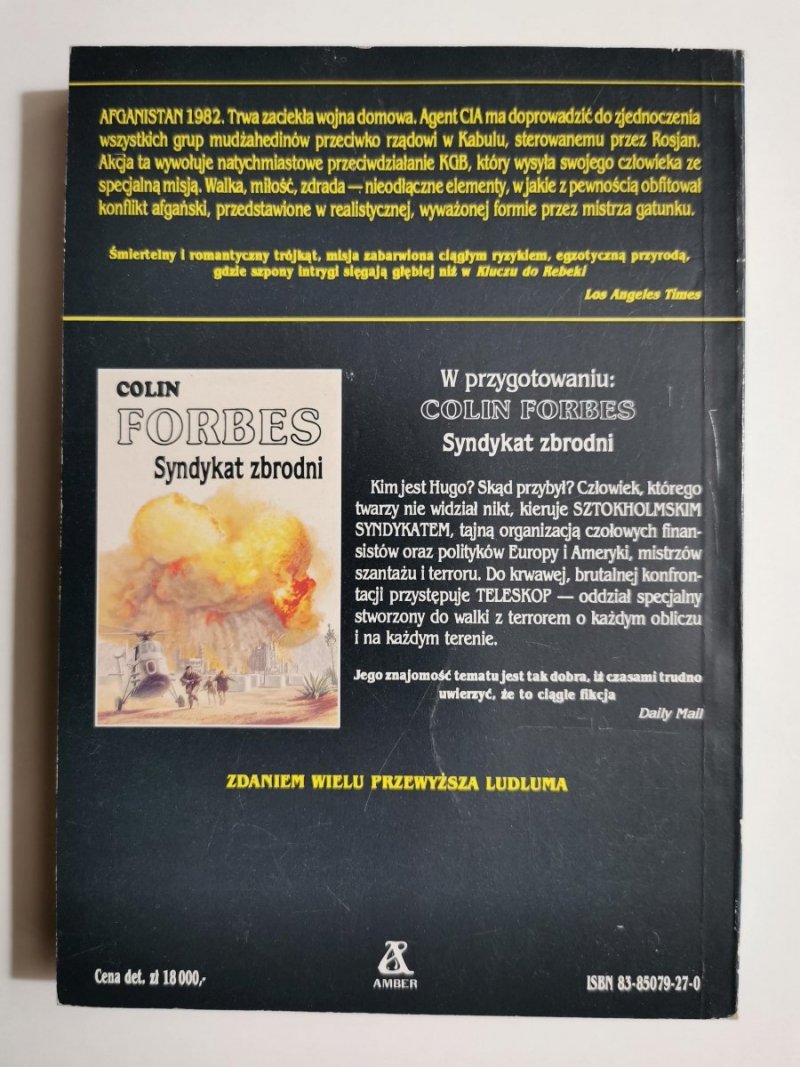 AFGANISTAN 1982. Trwa zaciekła wojna domowa. Agent CIA ma doprowadzić do zjednoczenia
wszystkich grup mudżahedinów przeciwko rządowi w Kabulu, sterowanemu przez Rosjan.
Akcja ta wywołuje natychmiastowe przeciwdziałanie KGB, który wysyła swojego człowieka ze
specjalną misją. Walka, miłość, zdrada — nieodłączne elementy, w jakie z pewnością obfitował
konflikt afgański, przedstawione w realistycznej, wyważonej formie przez mistrza gatunku.
Śmiertelny i romantyczny trójkąt, misja zabarwiona ciągłym ryzykiem, egzotyczną przyrodą,
gdzie szpony intrygi sięgają głębiej niż w Kluczu do Rebeki
Los Angeles Times
COLIN
FORBES
Syndykat zbrodni
W przygotowaniu:
COLIN FORBES
Syndykat zbrodni
Kim jest Hugo? Skąd przybył? Człowiek, którego
twarzy nie widział nikt, kieruje SZTOKHOLMSKIM
SYNDYKATEM, tajną organizacją czołowych finan-
sistów oraz polityków Europy i Ameryki, mistrzów
szantażu i terroru. Do krwawej, brutalnej konfron-
tacji przystępuje TELESKOP — oddział specjalny
stworzony do walki z terrorem o każdym obliczu
i na każdym terenie.
Jego znajomość tematu jest tak dobra, iż czasami trudno
uwierzyć, że to ciągle fikcja
Daily Mail
ZDANIEM WIELU PRZEWYŻSZA LUDLUMA
Cena det. zł 18 000,-
AMBER
ISBN 83-85079-27-0